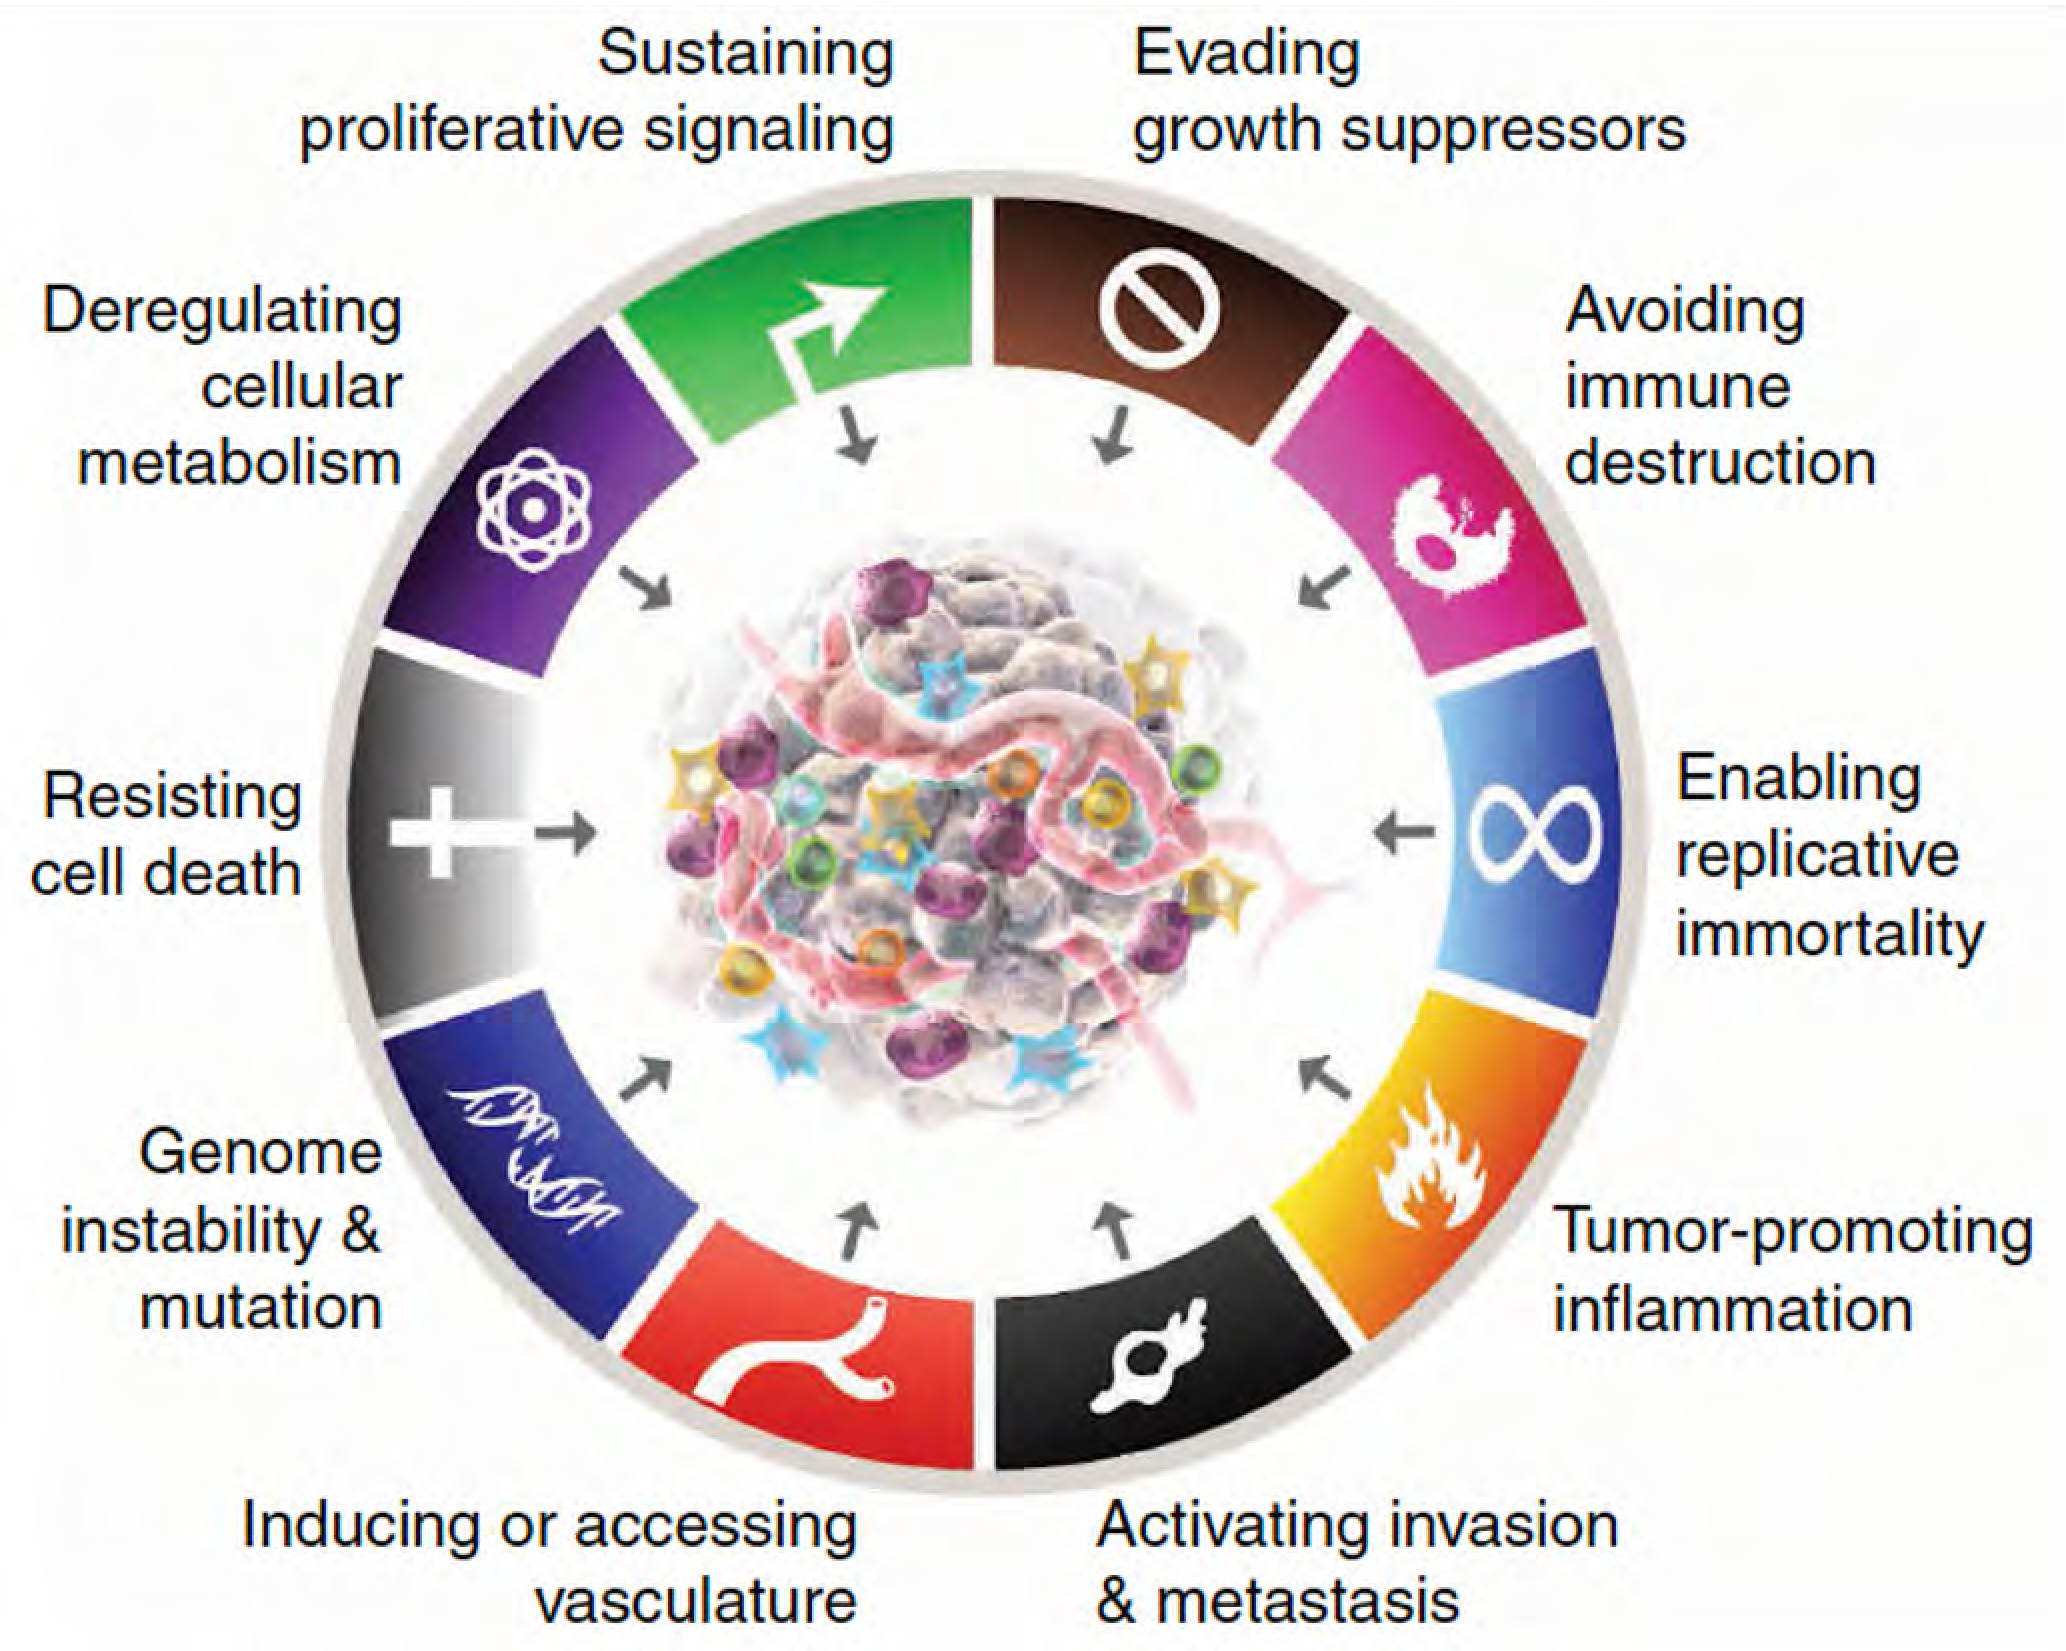 Sustaining
proliferative signaling
Evading
growth suppressors
Avoiding
immune
destruction
Enabling
replicative
immortality
Tumor-promoting
inflammation
Activating invasion
& metastasis
Inducing or accessing
vasculature
Genome
instability &
mutation
Resisting
cell death
Deregulating
cellular
metabolism